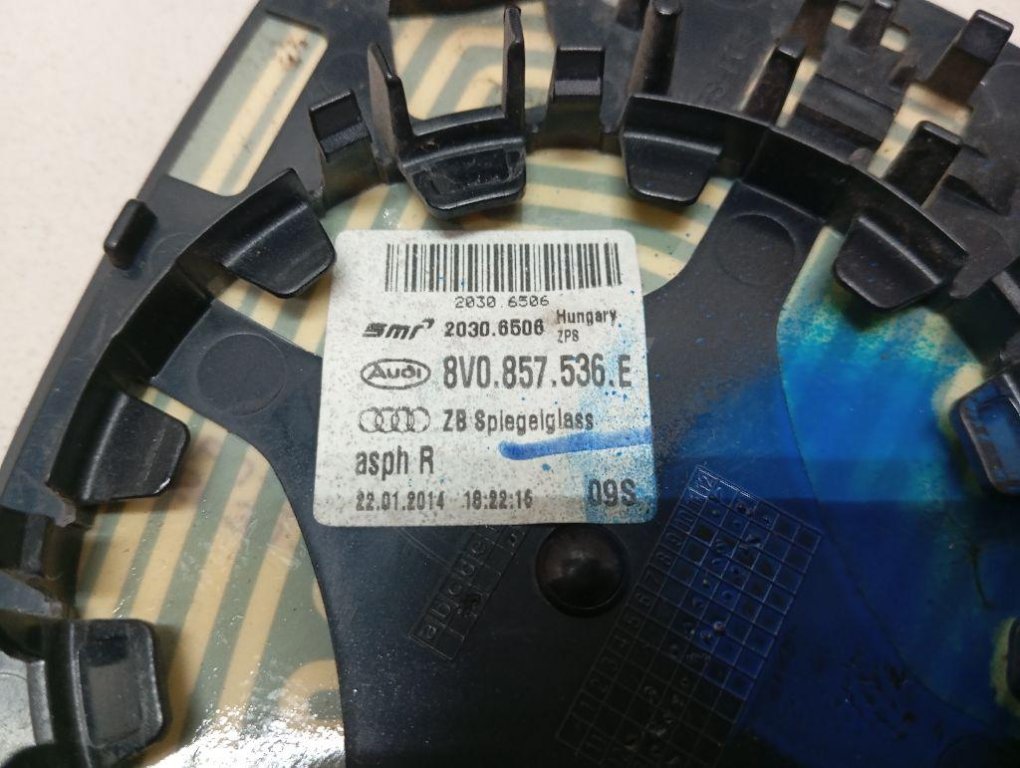 2030.6506
smr 2030.6506 Hungary
ZPS
Audi 8V0.857.536.E
ZB Spiegelglass
asph R
22.01.2014 18:22:16 09S